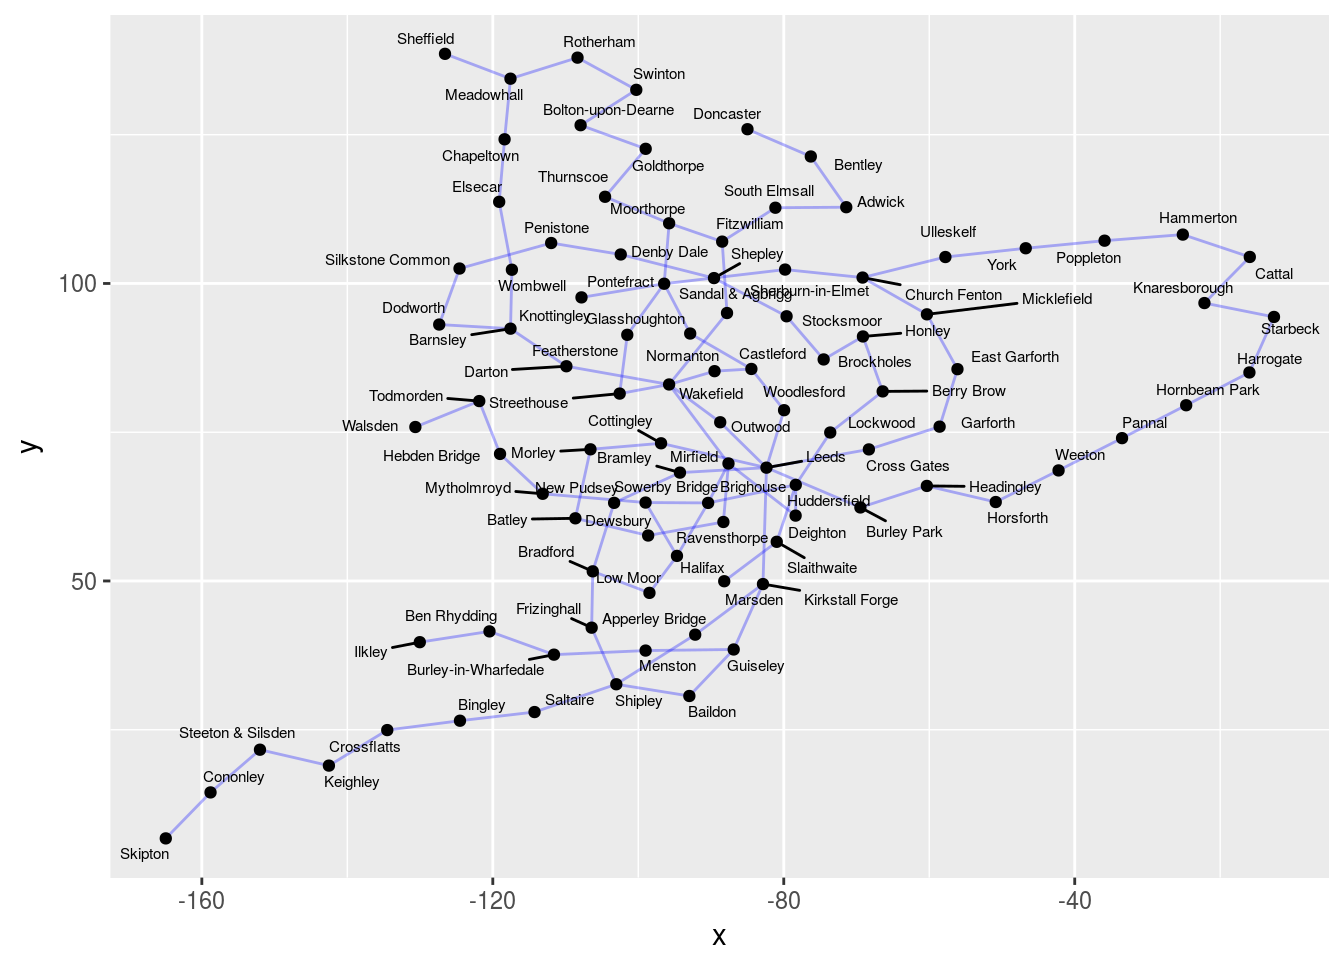 Sheffield
Rotherham
Swinton
Meadowhall
Bolton-upon-Dearne
Doncaster
Chapeltown
Goldthorpe
Bentley
Thurnscoe
Elsecar
South Elmsall
Adwick
Moorthorpe
Hammerton
Penistone
Fitzwilliam
Ulleskelf
Denby Dale
Shepley
Silkstone Common
York
Poppleton
Cattal
Wombwell
Pontefract
Sandal & Agbrigg
Sherburn-in-Elmet
Church Fenton
Micklefield
Knaresborough
Dodworth
Knottingley
Glasshoughton
Stocksmoor
Honley
Starbeck
Barnsley
Featherstone
Normanton
Castleford
Brockholes
East Garforth
Harrogate
Darton
Todmorden
Streethouse
Wakefield
Woodlesford
Berry Brow
Hornbeam Park
Walsden
Cottingley
Outwood
Lockwood
Garforth
Pannal
Hebden Bridge
Morley
Bramley
Mirfield
Leeds
Cross Gates
Weeton
Mytholmroyd
New Pudsey
Sowerby Bridge
Brighouse
Huddersfield
Headingley
Batley
Dewsbury
Ravensthorpe
Deighton
Burley Park
Horsforth
Bradford
Low Moor
Halifax
Slaithwaite
Marsden
Kirkstall Forge
Frizinghall
Apperley Bridge
Ben Rhydding
Ilkley
Burley-in-Wharfedale
Menston
Guiseley
Saltaire
Shipley
Baildon
Bingley
Steeton & Silsden
Crossflatts
Cononley
Keighley
Skipton
100
50
y
-160
-120
-80
-40
x